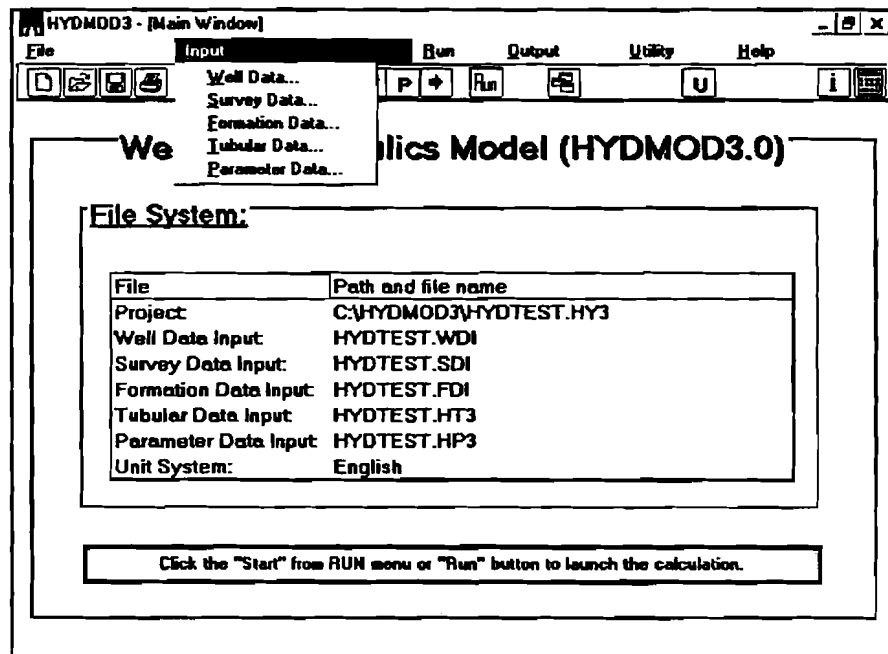 HYDMOD3 - [Main Window]
File Input Run Output Utility Help
P Run U i
Well Data...
Survey Data...
Formation Data...
Tubular Data...
Parameter Data...
We lics Model (HYDMOD3.0)
File System:
File Path and file name
Project: C:\HYDMOD3\HYDTEST.HY3
Well Data Input: HYDTEST.WDI
Survey Data Input: HYDTEST.SDI
Formation Data Input: HYDTEST.FDI
Tubular Data Input: HYDTEST.HT3
Parameter Data Input: HYDTEST.HP3
Unit System: English
Click the "Start" from RUN menu or "Run" button to launch the calculation.